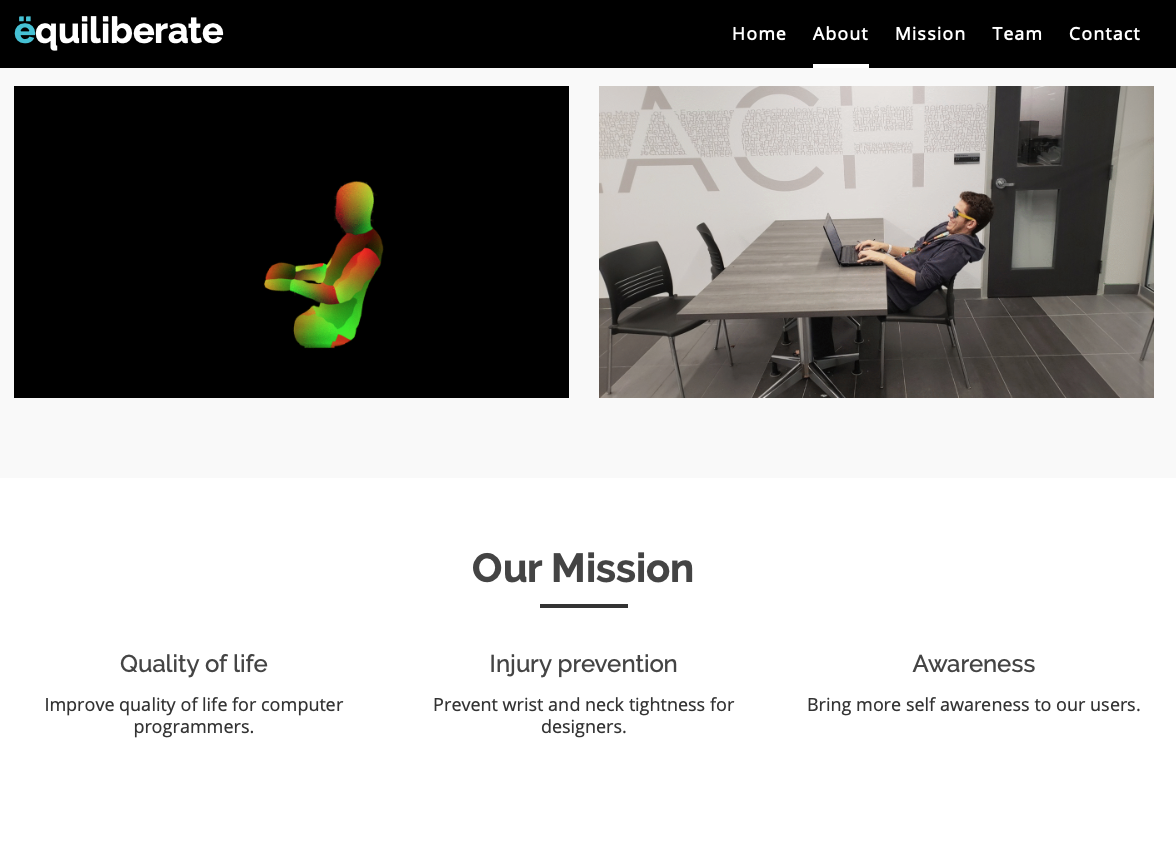 ëquiliberate
Home About Mission Team Contact
EACH
Our Mission
Quality of life
Improve quality of life for computer
programmers.
Injury prevention
Prevent wrist and neck tightness for
designers.
Awareness
Bring more self awareness to our users.